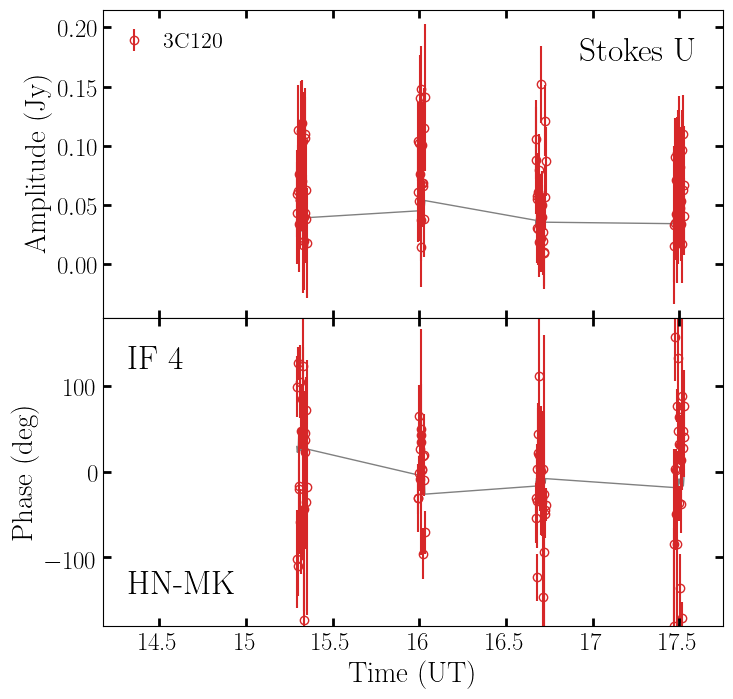 3C120
Stokes U
0.20
0.15
0.10
0.05
0.00
Amplitude (Jy)
IF 4
100
0
−100
Phase (deg)
HN-MK
14.5 15 15.5 16 16.5 17 17.5
Time (UT)